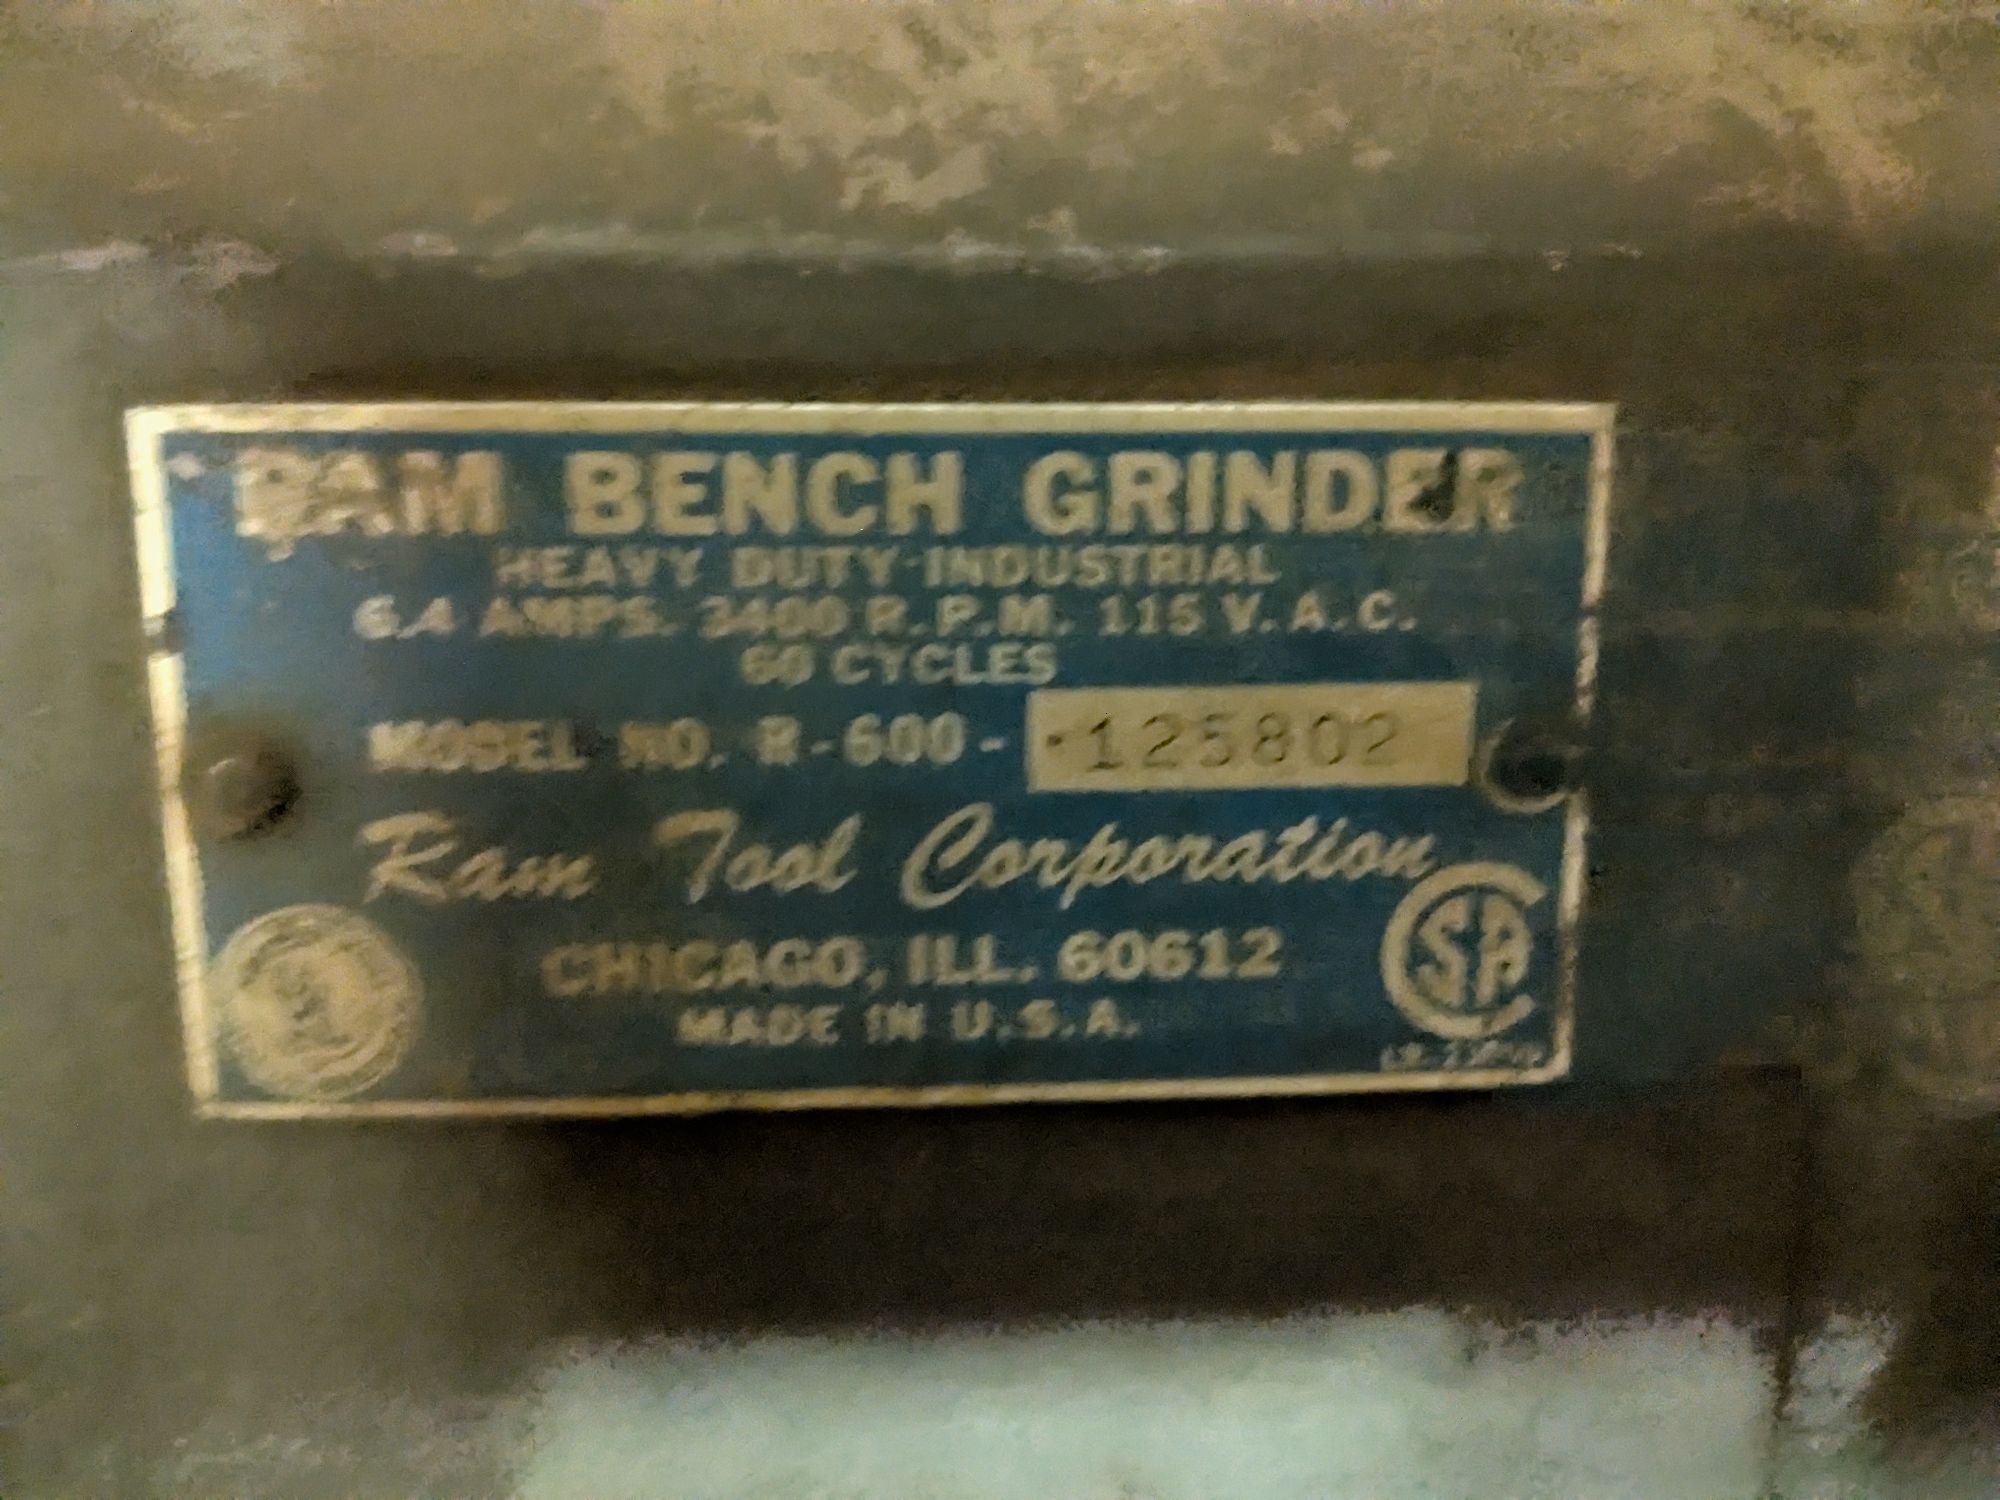 RAM BENCH GRINDER
HEAVY DUTY INDUSTRIAL
6.4 AMPS. 3400 R.P.M. 115 V.A.C.
60 CYCLES
MODEL NO. R-600- 125802
Ram Tool Corporation
CHICAGO, ILL. 60612
MADE IN U.S.A.
CSA